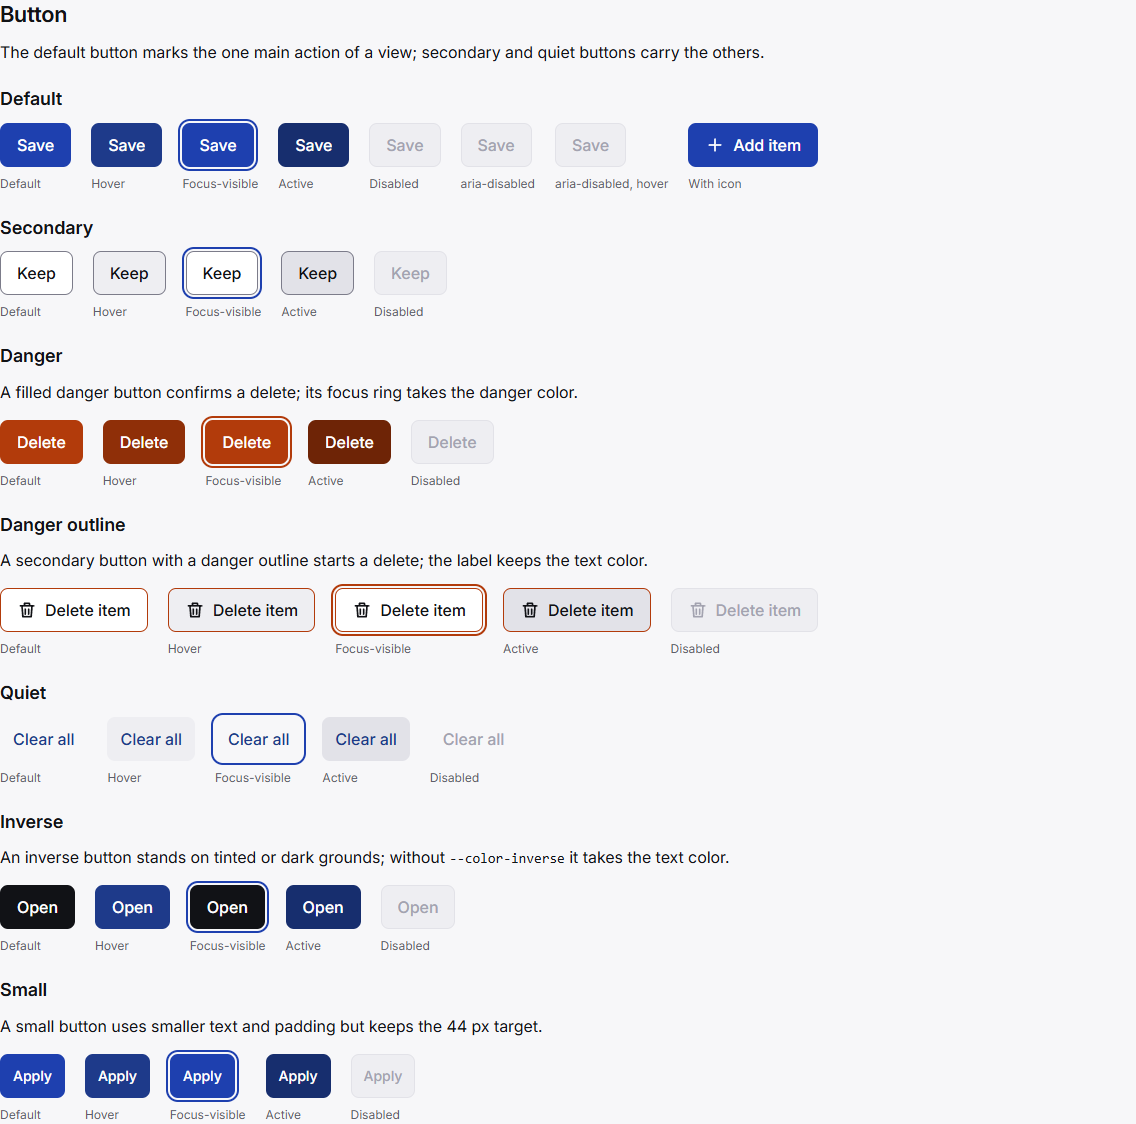 Button
The default button marks the one main action of a view; secondary and quiet buttons carry the others.
Default
Save Save Save Save Save Save Save Add item
Default Hover Focus-visible Active Disabled aria-disabled aria-disabled, hover With icon
Secondary
Keep Keep Keep Keep Keep
Default Hover Focus-visible Active Disabled
Danger
A filled danger button confirms a delete; its focus ring takes the danger color.
Delete Delete Delete Delete Delete
Default Hover Focus-visible Active Disabled
Danger outline
A secondary button with a danger outline starts a delete; the label keeps the text color.
Delete item Delete item Delete item Delete item Delete item
Default Hover Focus-visible Active Disabled
Quiet
Clear all Clear all Clear all Clear all Clear all
Default Hover Focus-visible Active Disabled
Inverse
An inverse button stands on tinted or dark grounds; without --color-inverse it takes the text color.
Open Open Open Open Open
Default Hover Focus-visible Active Disabled
Small
A small button uses smaller text and padding but keeps the 44 px target.
Apply Apply Apply Apply Apply
Default Hover Focus-visible Active Disabled